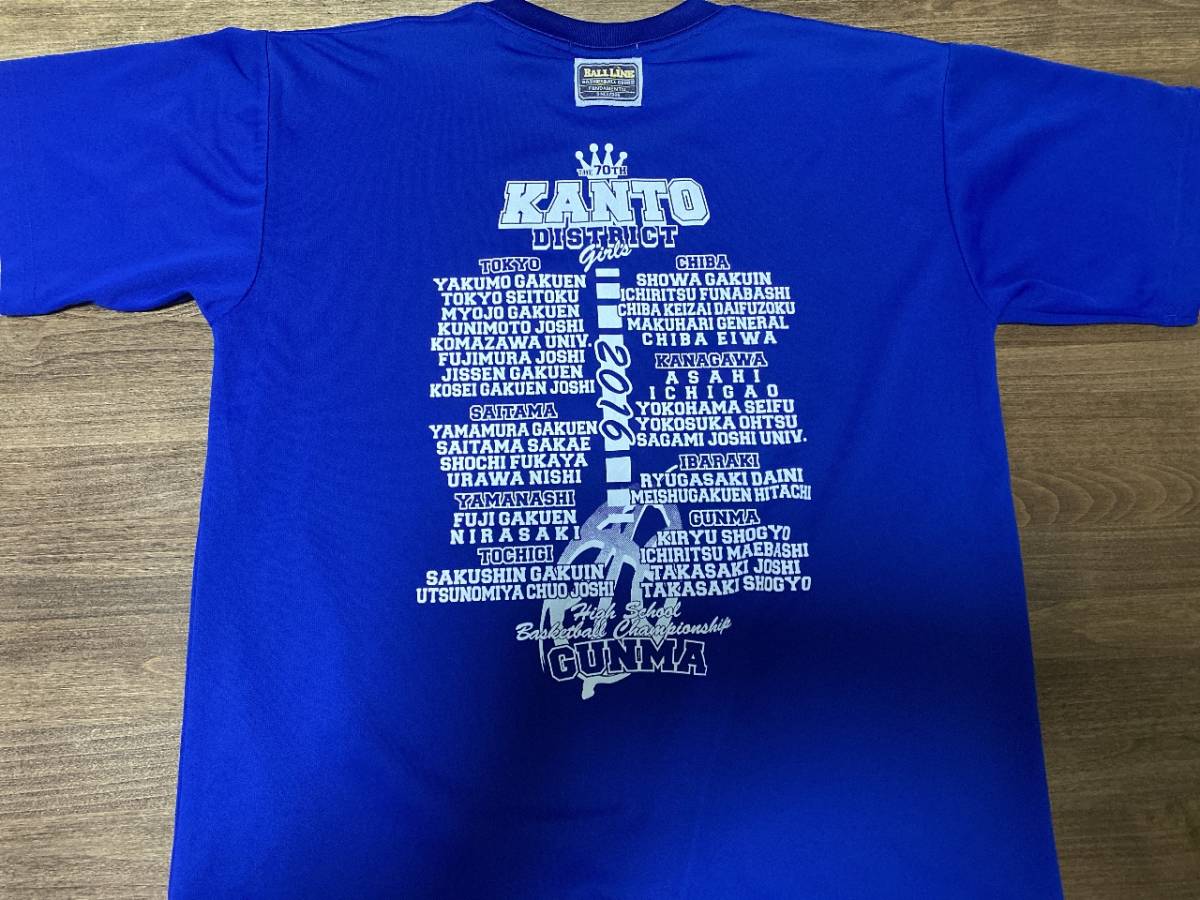 BALL LINE
THE 70TH
KANTO
DISTRICT
Girl's
TOKYO
YAKUMO GAKUEN
TOKYO SEITOKU
MYOJO GAKUEN
KUNIMOTO JOSHI
KOMAZAWA UNIV.
FUJIMURA JOSHI
JISSEN GAKUEN
KOSEI GAKUEN JOSHI
SAITAMA
YAMAMURA GAKUEN
SAITAMA SAKAE
SHOCHI FUKAYA
URAWA NISHI
YAMANASHI
FUJI GAKUEN
NIRASAKI
TOCHIGI
SAKUSHIN GAKUIN
UTSUNOMIYA CHUO JOSHI
2016
CHIBA
SHOWA GAKUIN
ICHIRITSU FUNABASHI
CHIBA KEIZAI DAIFUZOKU
MAKUHARI GENERAL
CHIBA EIWA
KANAGAWA
ASAHI
ICHIGAO
YOKOHAMA SEIFU
YOKOSUKA OHTSU
SAGAMI JOSHI UNIV.
IBARAKI
RYUGASAKI DAINI
MEISHUGAKUEN HITACHI
GUNMA
KIRYU SHOGYO
ICHIRITSU MAEBASHI
TAKASAKI JOSHI
TAKASAKI SHOGYO
High School
Basketball Championship
GUNMA